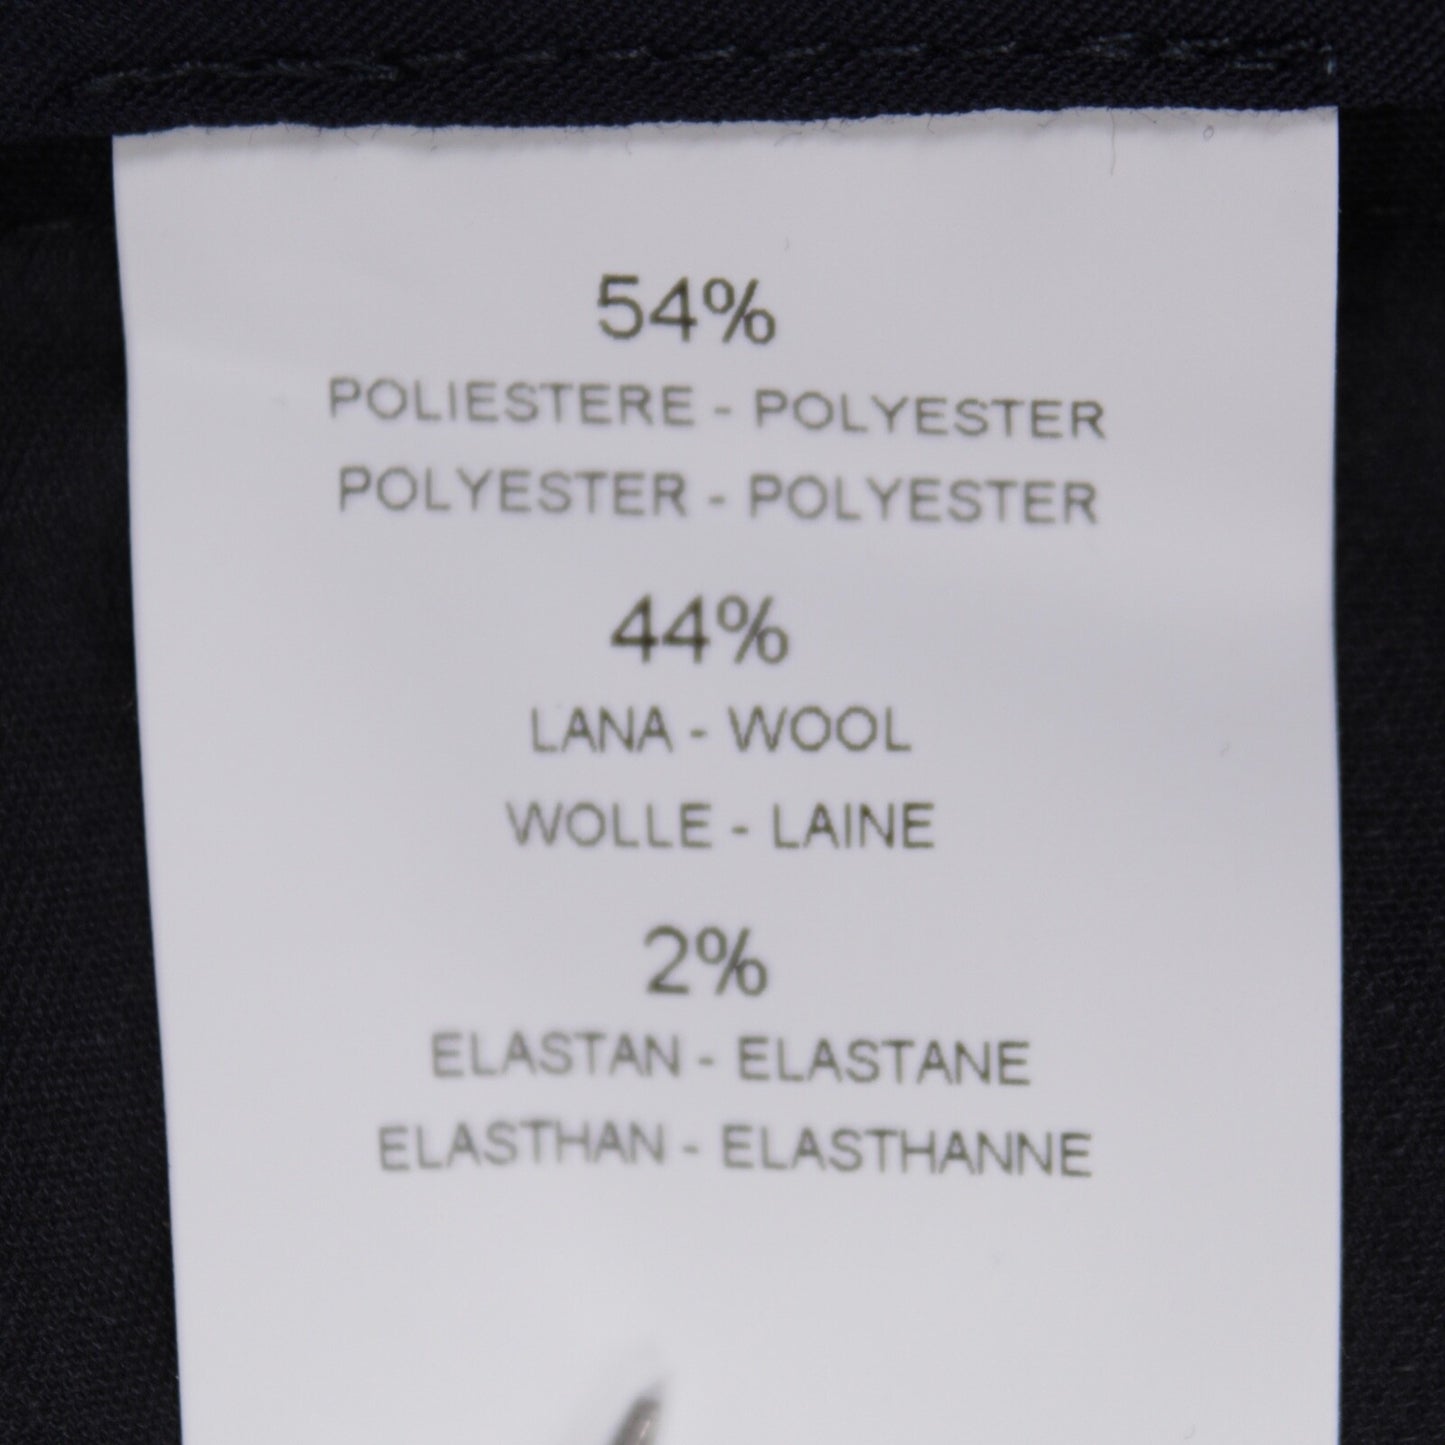 54%
POLIESTERE - POLYESTER
POLYESTER - POLYESTER
44%
LANA - WOOL
WOLLE - LAINE
2%
ELASTAN - ELASTANE
ELASTHAN - ELASTHANNE